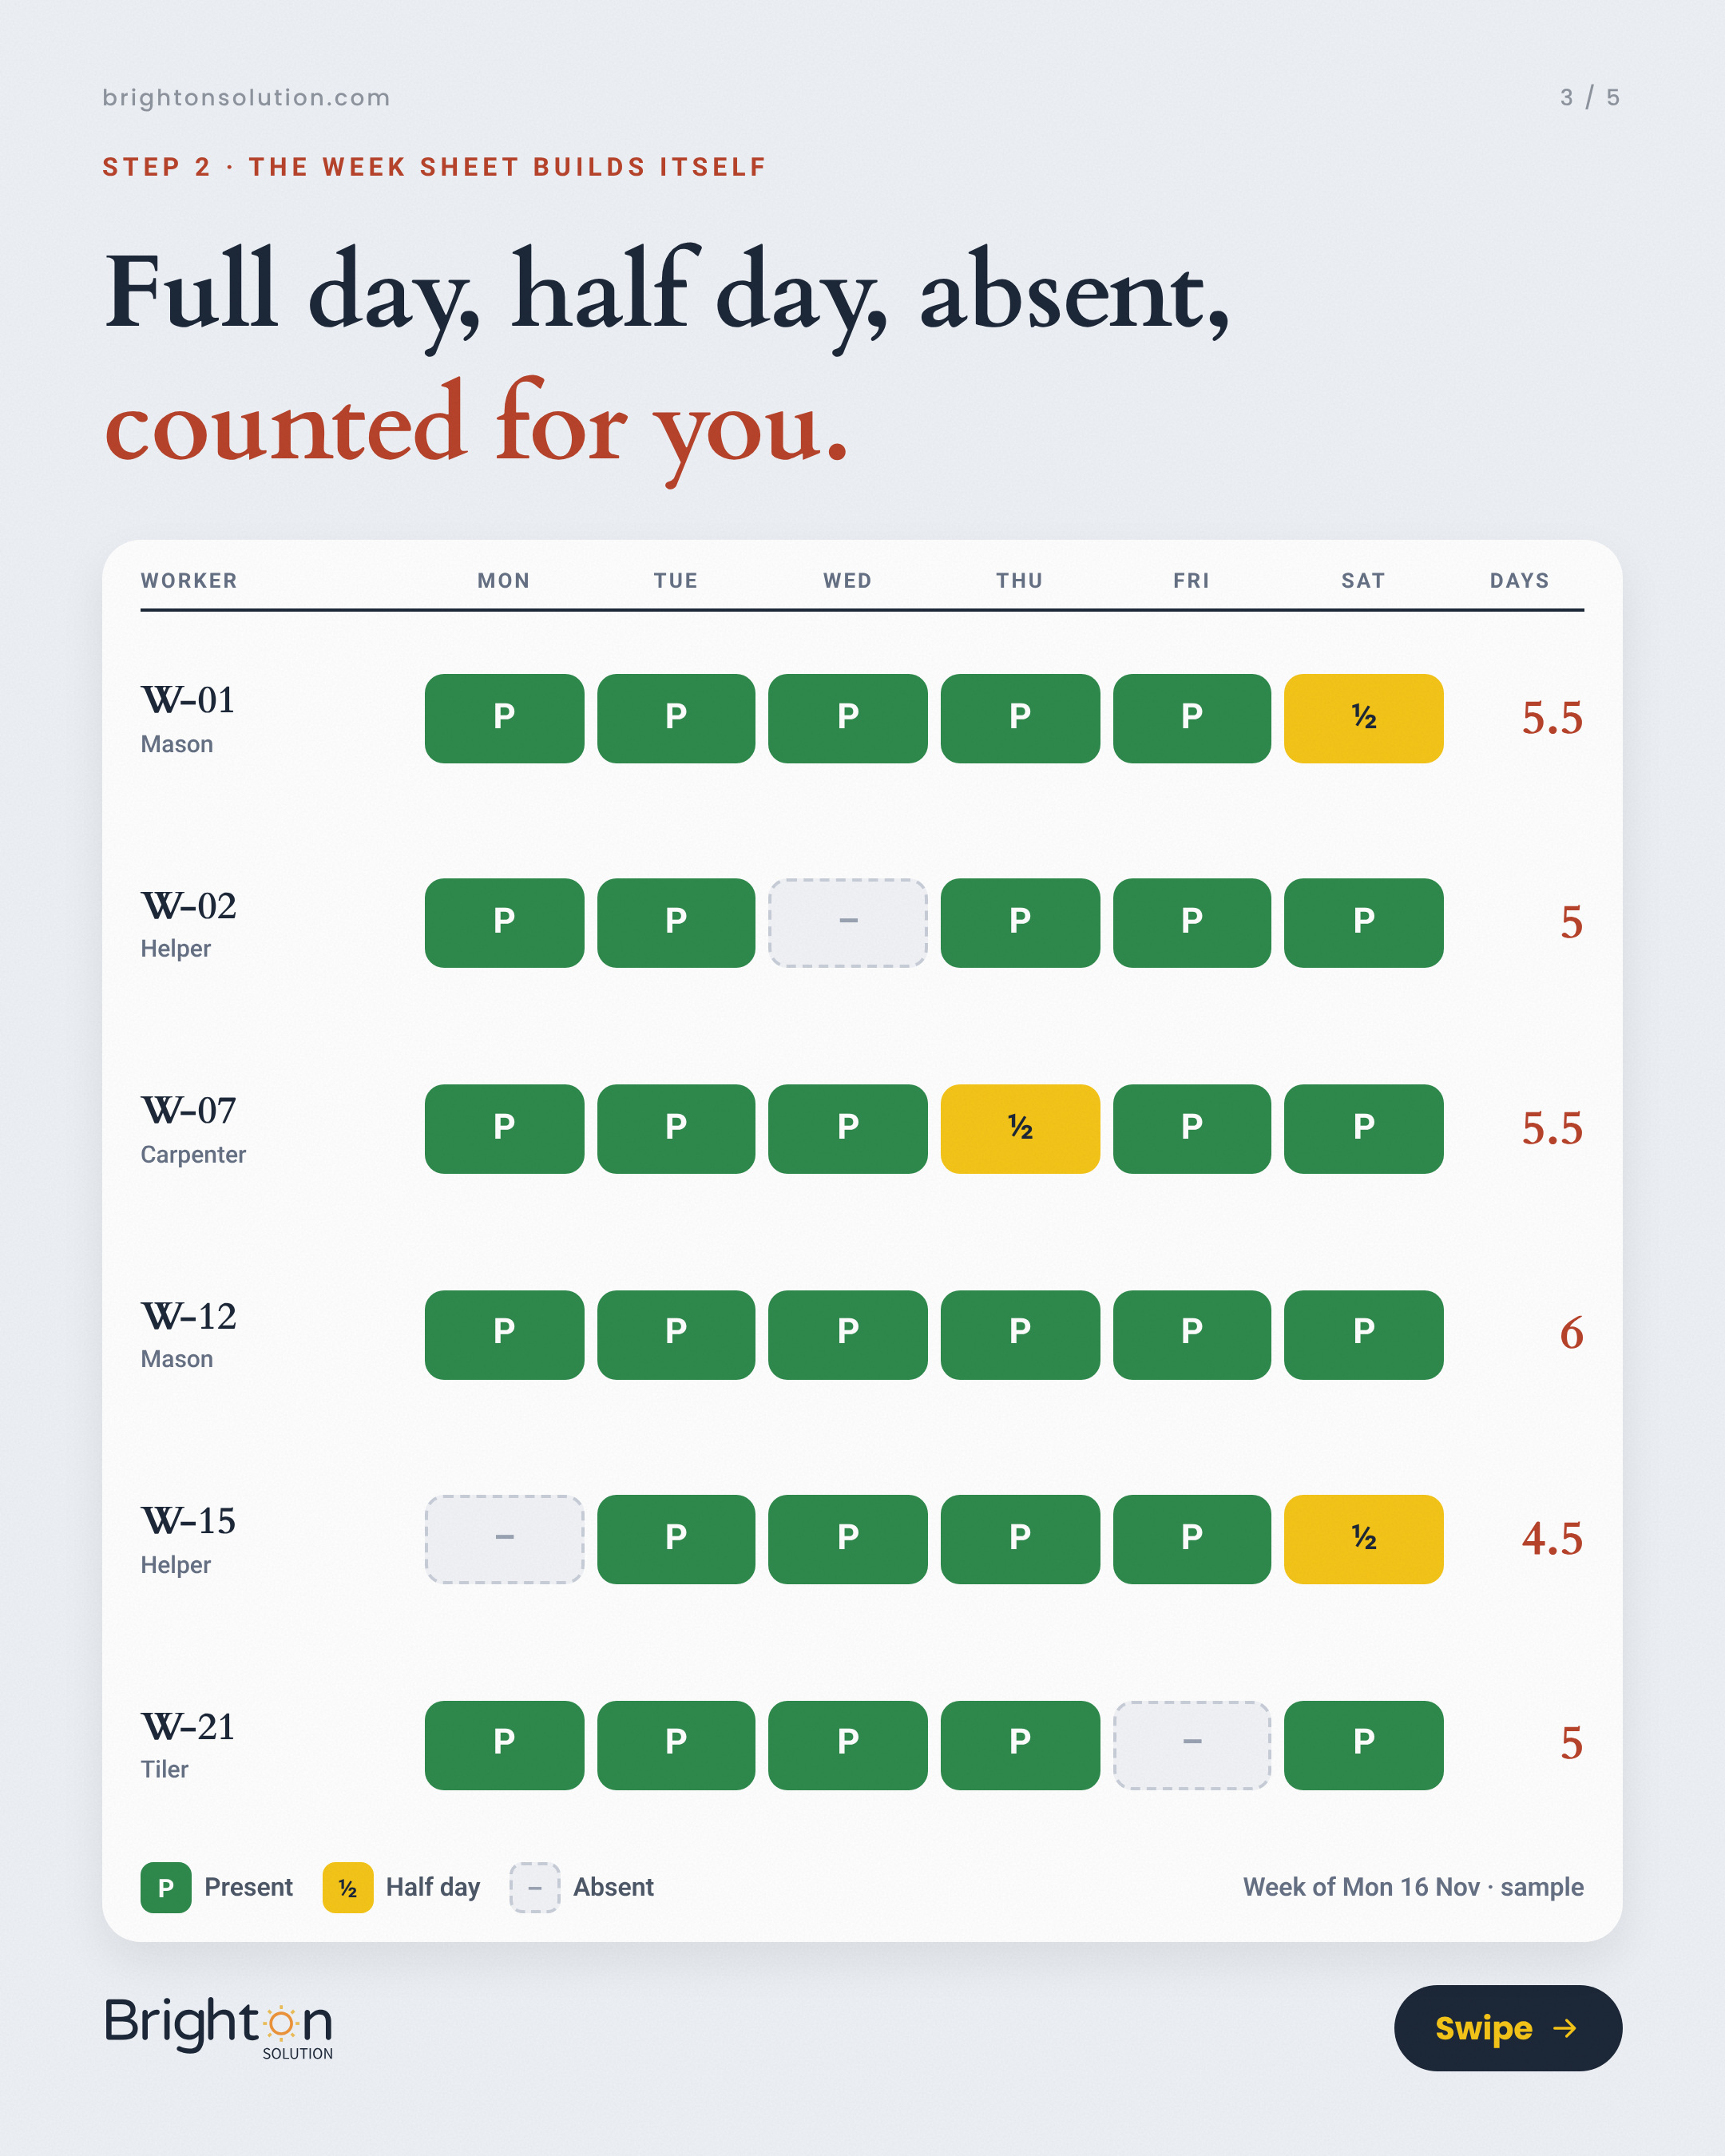 brightonsolution.com 3 / 5
STEP 2 · THE WEEK SHEET BUILDS ITSELF
Full day, half day, absent,
counted for you.
WORKER MON TUE WED THU FRI SAT DAYS
W-01
Mason
P P P P P ½ 5.5
W-02
Helper
P P – P P P 5
W-07
Carpenter
P P P ½ P P 5.5
W-12
Mason
P P P P P P 6
W-15
Helper
– P P P P ½ 4.5
W-21
Tiler
P P P P – P 5
P Present ½ Half day – Absent Week of Mon 16 Nov · sample
Brighton
SOLUTION
Swipe →